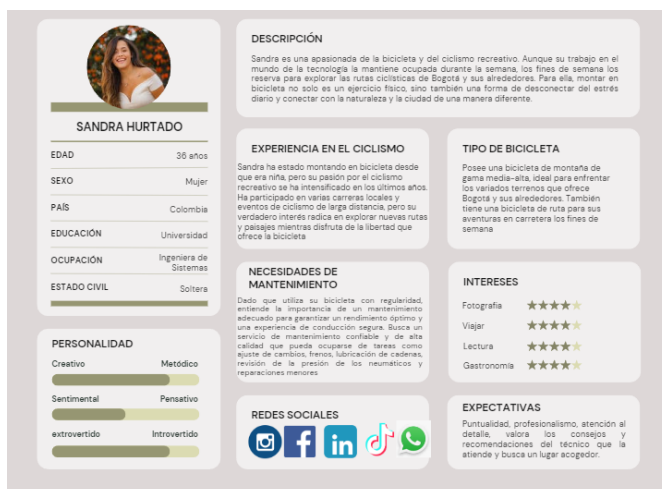 SANDRA HURTADO
EDAD 36 años
SEXO Mujer
PAÍS Colombia
EDUCACIÓN Universidad
OCUPACIÓN Ingeniera de
Sistemas
ESTADO CIVIL Soltera
PERSONALIDAD
Creativo Metódico
Sentimental Pensativo
extrovertido Introvertido
DESCRIPCIÓN
Sandra es una apasionada de la bicicleta y del ciclismo recreativo. Aunque su trabajo en el
mundo de la tecnología la mantiene ocupada durante la semana, los fines de semana los
reserva para explorar las rutas ciclísticas de Bogotá y sus alrededores. Para ella, montar en
bicicleta no solo es un ejercicio físico, sino también una forma de desconectar del estrés
diario y conectar con la naturaleza y la ciudad de una manera diferente.
EXPERIENCIA EN EL CICLISMO
Sandra ha estado montando en bicicleta desde
que era niña, pero su pasión por el ciclismo
recreativo se ha intensificado en los últimos años.
Ha participado en varias carreras locales y
eventos de ciclismo de larga distancia, pero su
verdadero interés radica en explorar nuevas rutas
y paisajes mientras disfruta de la libertad que
ofrece la bicicleta
TIPO DE BICICLETA
Posee una bicicleta de montaña de
gama media-alta, ideal para enfrentar
los variados terrenos que ofrece
Bogotá y sus alrededores. También
tiene una bicicleta de ruta para sus
aventuras en carretera los fines de
semana
NECESIDADES DE
MANTENIMIENTO
Dado que utiliza su bicicleta con regularidad,
entiende la importancia de un mantenimiento
adecuado para garantizar un rendimiento óptimo y
una experiencia de conducción segura. Busca un
servicio de mantenimiento confiable y de alta
calidad que pueda ocuparse de tareas como
ajuste de cambios, frenos, lubricación de cadenas,
revisión de la presión de los neumáticos y
reparaciones menores
INTERESES
Fotografía
Viajar
Lectura
Gastronomía
REDES SOCIALES
EXPECTATIVAS
Puntualidad, profesionalismo, atención al
detalle, valora los consejos y
recomendaciones del técnico que la
atiende y busca un lugar acogedor.